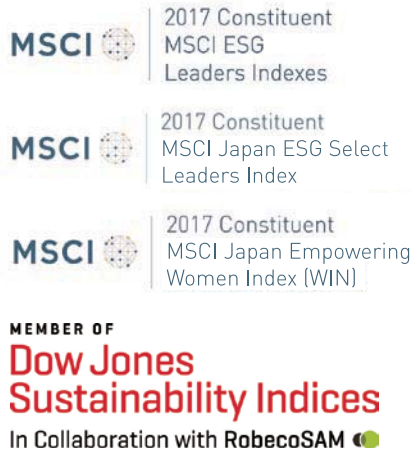 MSCI
2017 Constituent
MSCI ESG
Leaders Indexes
MSCI
2017 Constituent
MSCI Japan ESG Select
Leaders Index
MSCI
2017 Constituent
MSCI Japan Empowering
Women Index (WIN)
MEMBER OF
Dow Jones
Sustainability Indices
In Collaboration with RobecoSAM